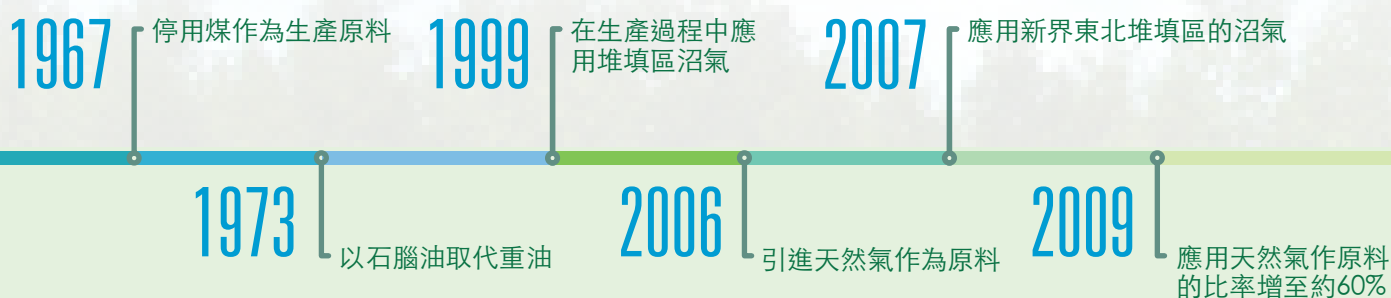 1967
停用煤作為生產原料
1973
以石腦油取代重油
1999
在生產過程中應
用堆填區沼氣
2006
引進天然氣作為原料
2007
應用新界東北堆填區的沼氣
2009
應用天然氣作原料
的比率增至約60%